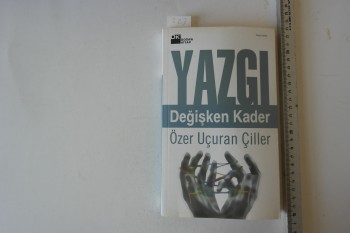 YAZGI
Değişken Kader
Özer Uçuran Çiller